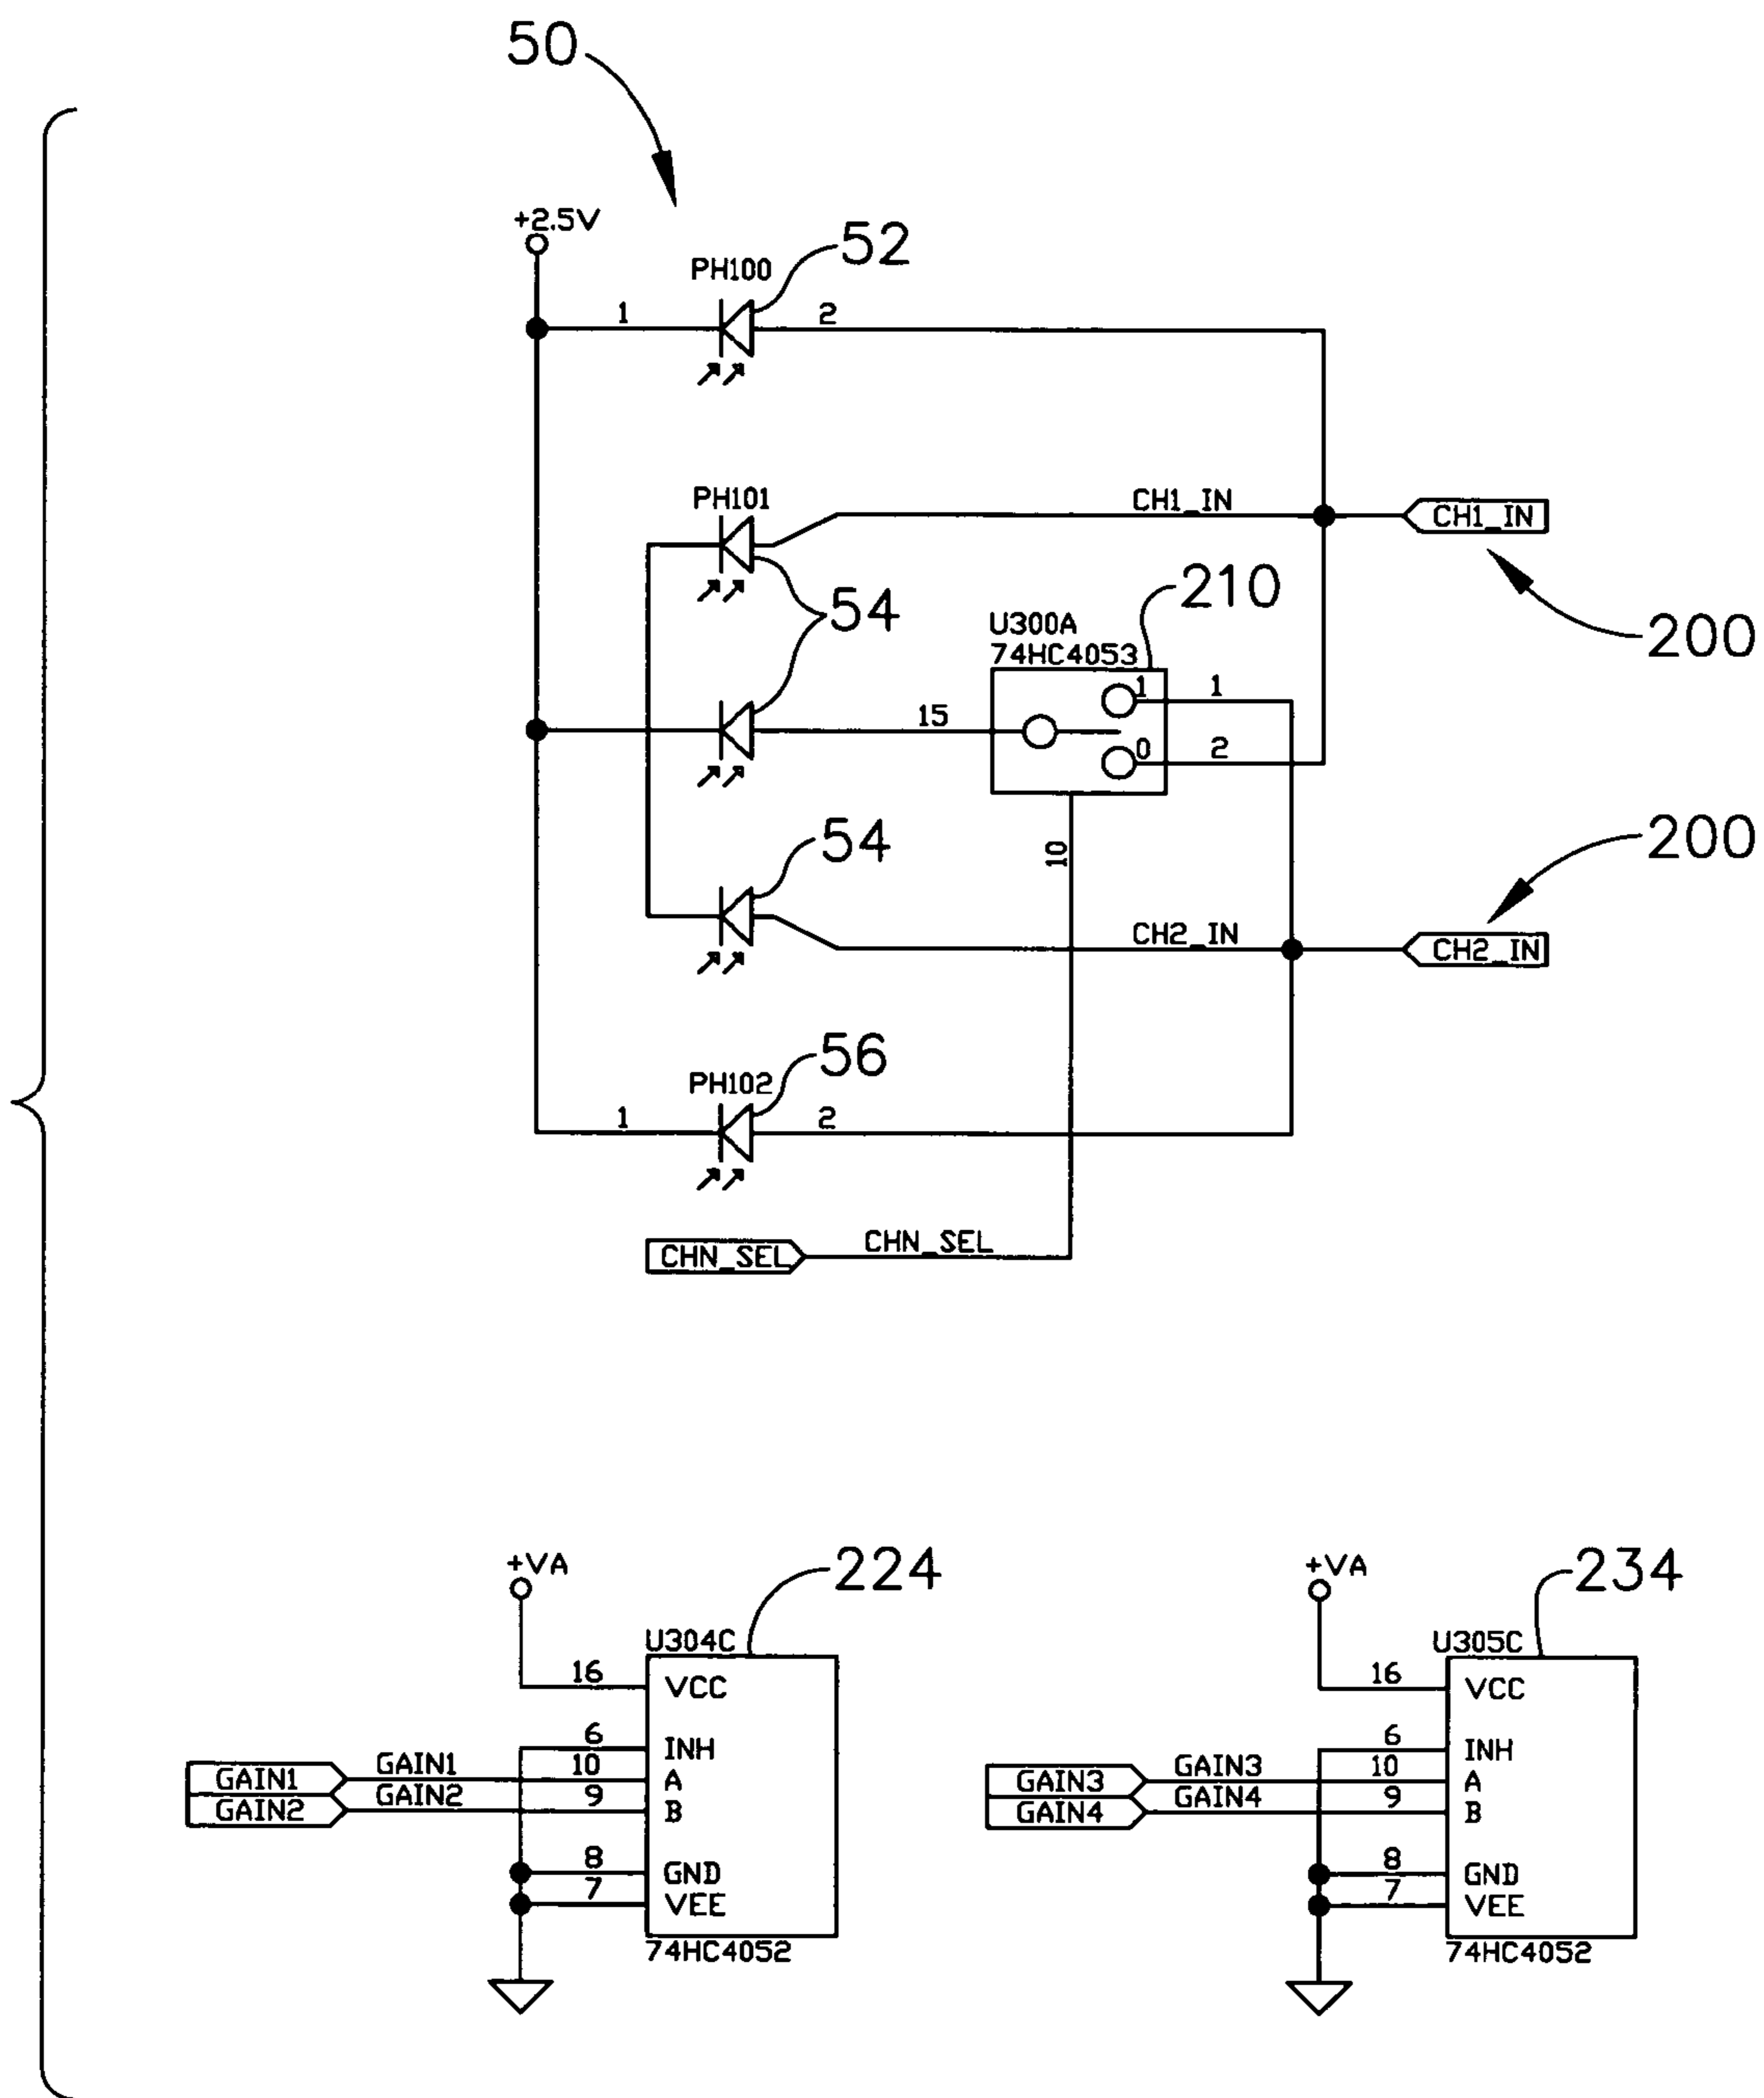 50
+2.5V
PH100
52
1
2
PH101
CH1_IN
CH1_IN
54
210
U300A
74HC4053
200
1
1
15
0
2
54
10
200
CH2_IN
CH2_IN
PH102
56
1
2
CHN_SEL
CHN_SEL
+VA
224
U304C
16
VCC
6
INH
GAIN1
GAIN1
10
A
GAIN2
GAIN2
9
B
8
GND
7
VEE
74HC4052
+VA
234
U305C
16
VCC
6
INH
GAIN3
GAIN3
10
A
GAIN4
GAIN4
9
B
8
GND
7
VEE
74HC4052